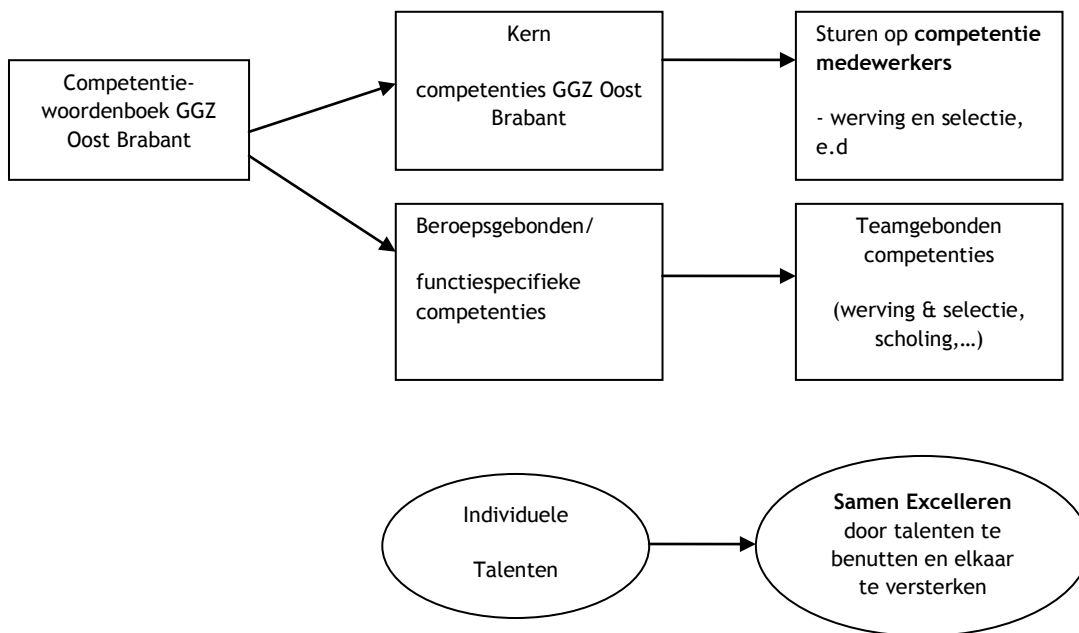 Competentie-
woordenboek GGZ
Oost Brabant
Kern
competenties GGZ Oost
Brabant
Sturen op competentie
medewerkers
- werving en selectie,
e.d
Beroepsgebonden/
functiespecifieke
competenties
Teamgebonden
competenties
(werving & selectie,
scholing,...)
Individuele
Talenten
Samen Excelleren
door talenten te
benutten en elkaar
te versterken